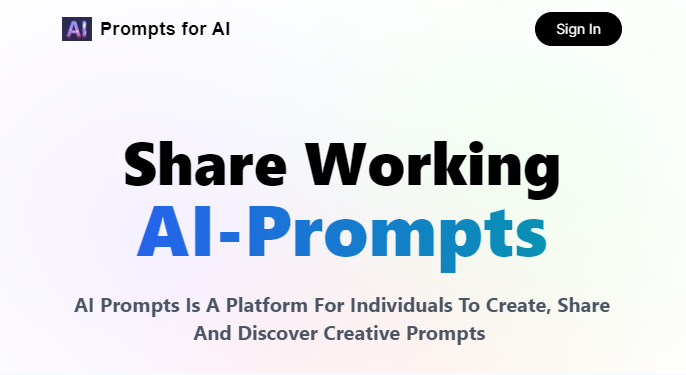 AI Prompts for AI
Sign In
Share Working
AI-Prompts
AI Prompts Is A Platform For Individuals To Create, Share
And Discover Creative Prompts